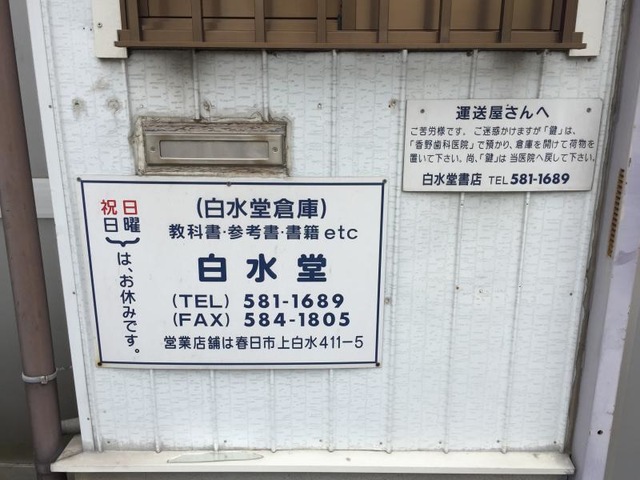 運送屋さんへ
ご苦労様です。ご迷惑かけますが「鍵」は、
「香野歯科医院」で預かり、倉庫を開けて荷物を
置いて下さい。尚、「鍵」は当医院へ戻して下さい。
白水堂書店 TEL 581-1689
日曜
祝日
は、お休みです。
(白水堂倉庫)
教科書・参考書・書籍etc
白水堂
(TEL) 581-1689
(FAX) 584-1805
営業店舗は春日市上白水411-5